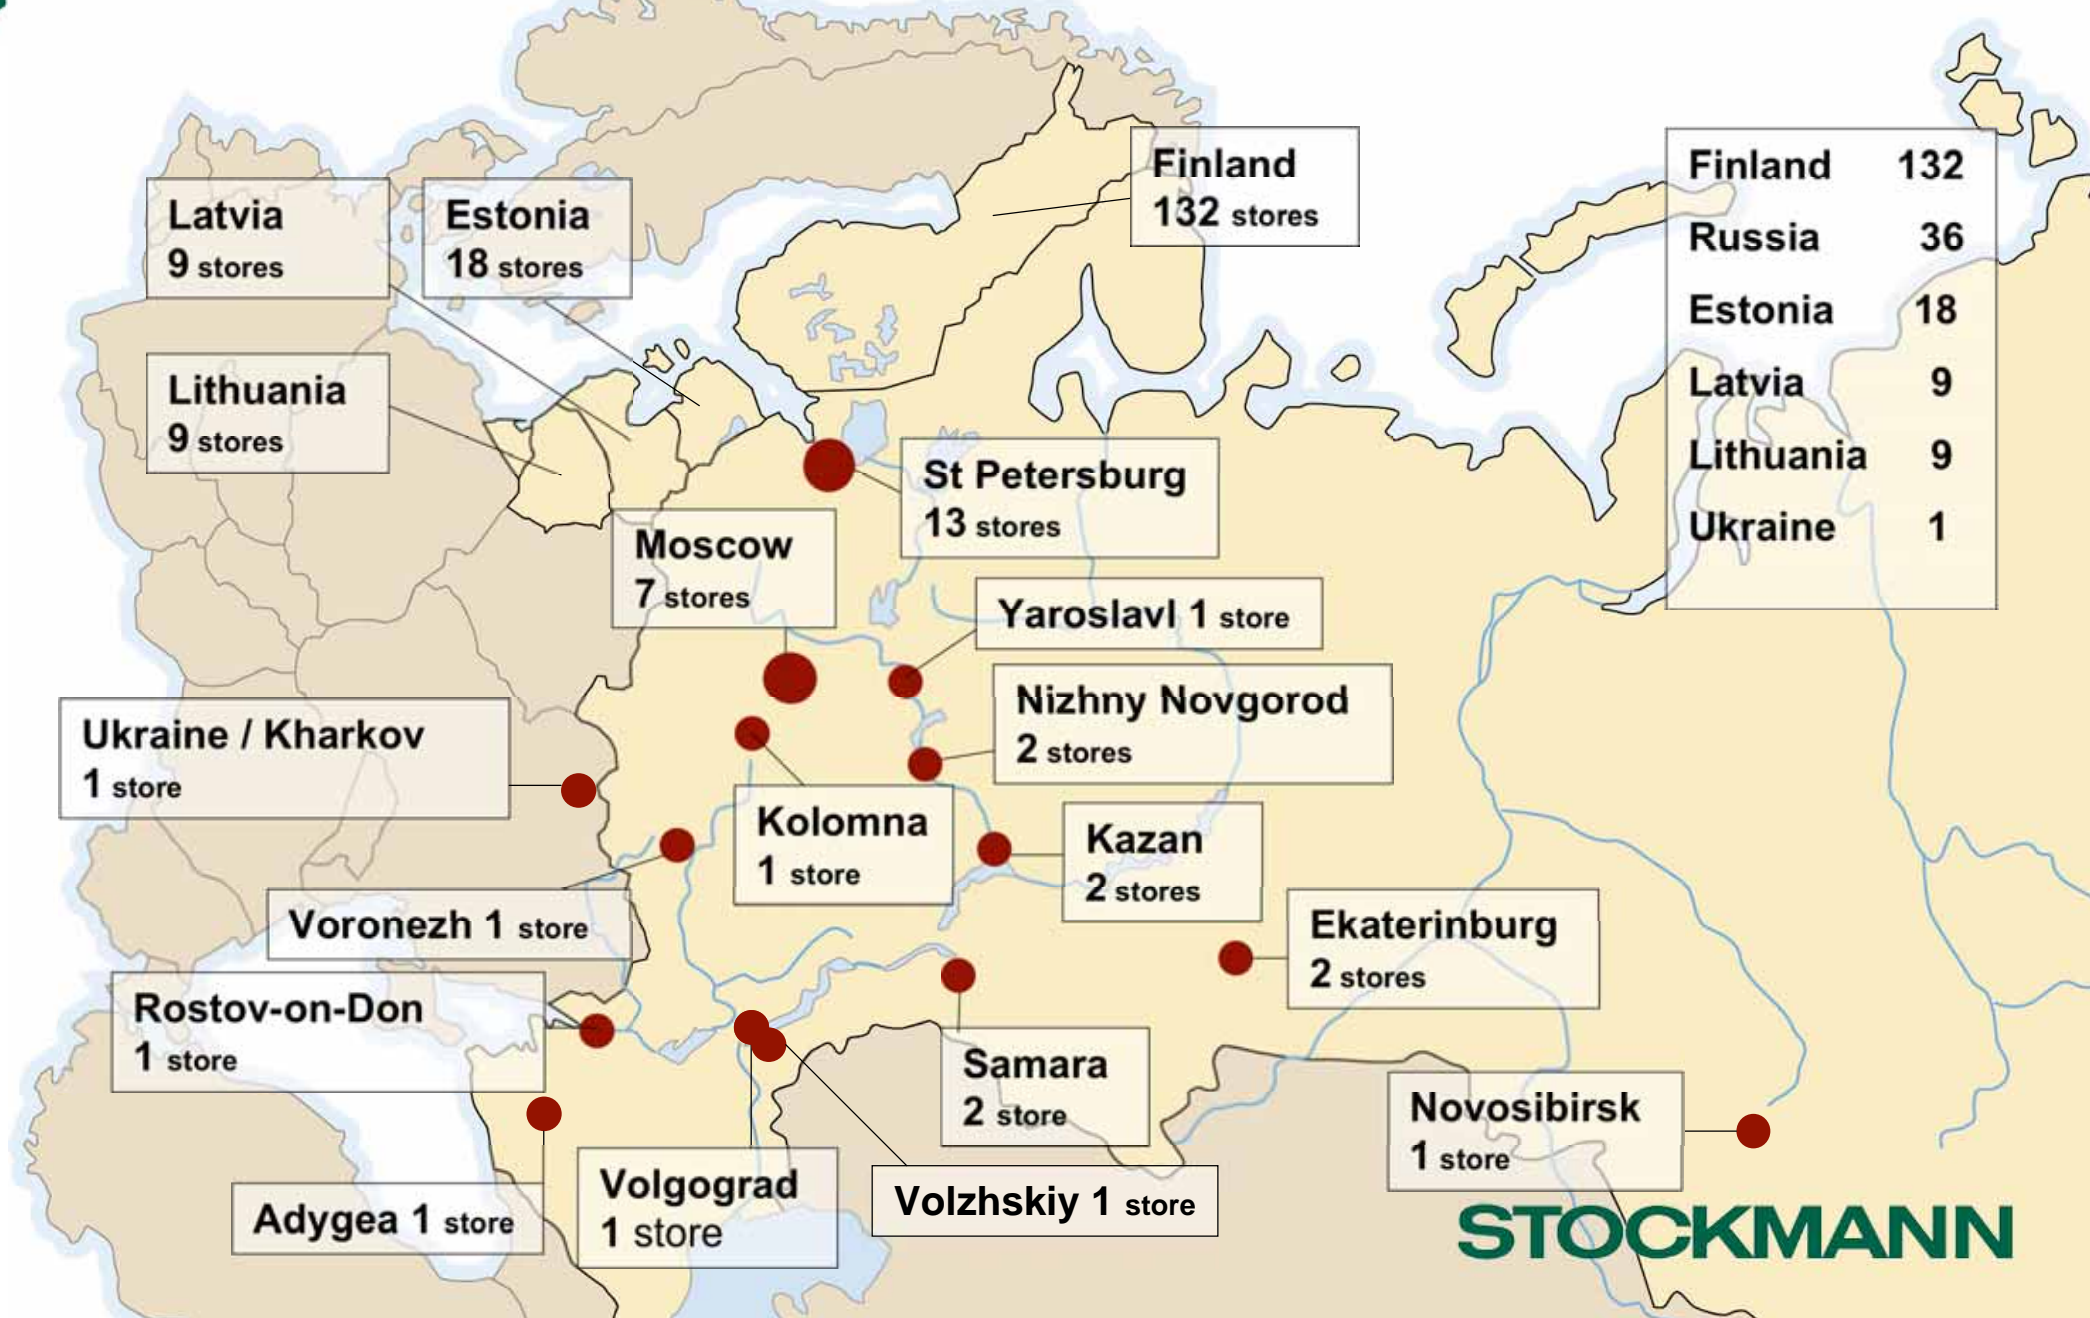 Finland
132 stores
Finland 132
Russia 36
Estonia 18
Latvia 9
Lithuania 9
Ukraine 1
Latvia
9 stores
Estonia
18 stores
Lithuania
9 stores
St Petersburg
13 stores
Moscow
7 stores
Yaroslavl 1 store
Nizhny Novgorod
2 stores
Ukraine / Kharkov
1 store
Kolomna
1 store
Kazan
2 stores
Voronezh 1 store
Ekaterinburg
2 stores
Rostov-on-Don
1 store
Samara
2 store
Novosibirsk
1 store
Adygea 1 store
Volgograd
1 store
Volzhskiy 1 store
STOCKMANN